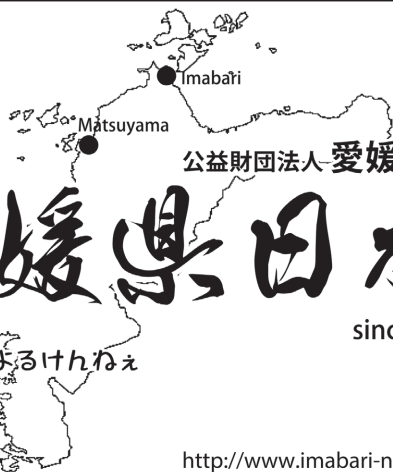 Imabari
Matsuyama
公益財団法人 愛媛
媛県日
sinc
よるけんねぇ
http://www.imabari-n